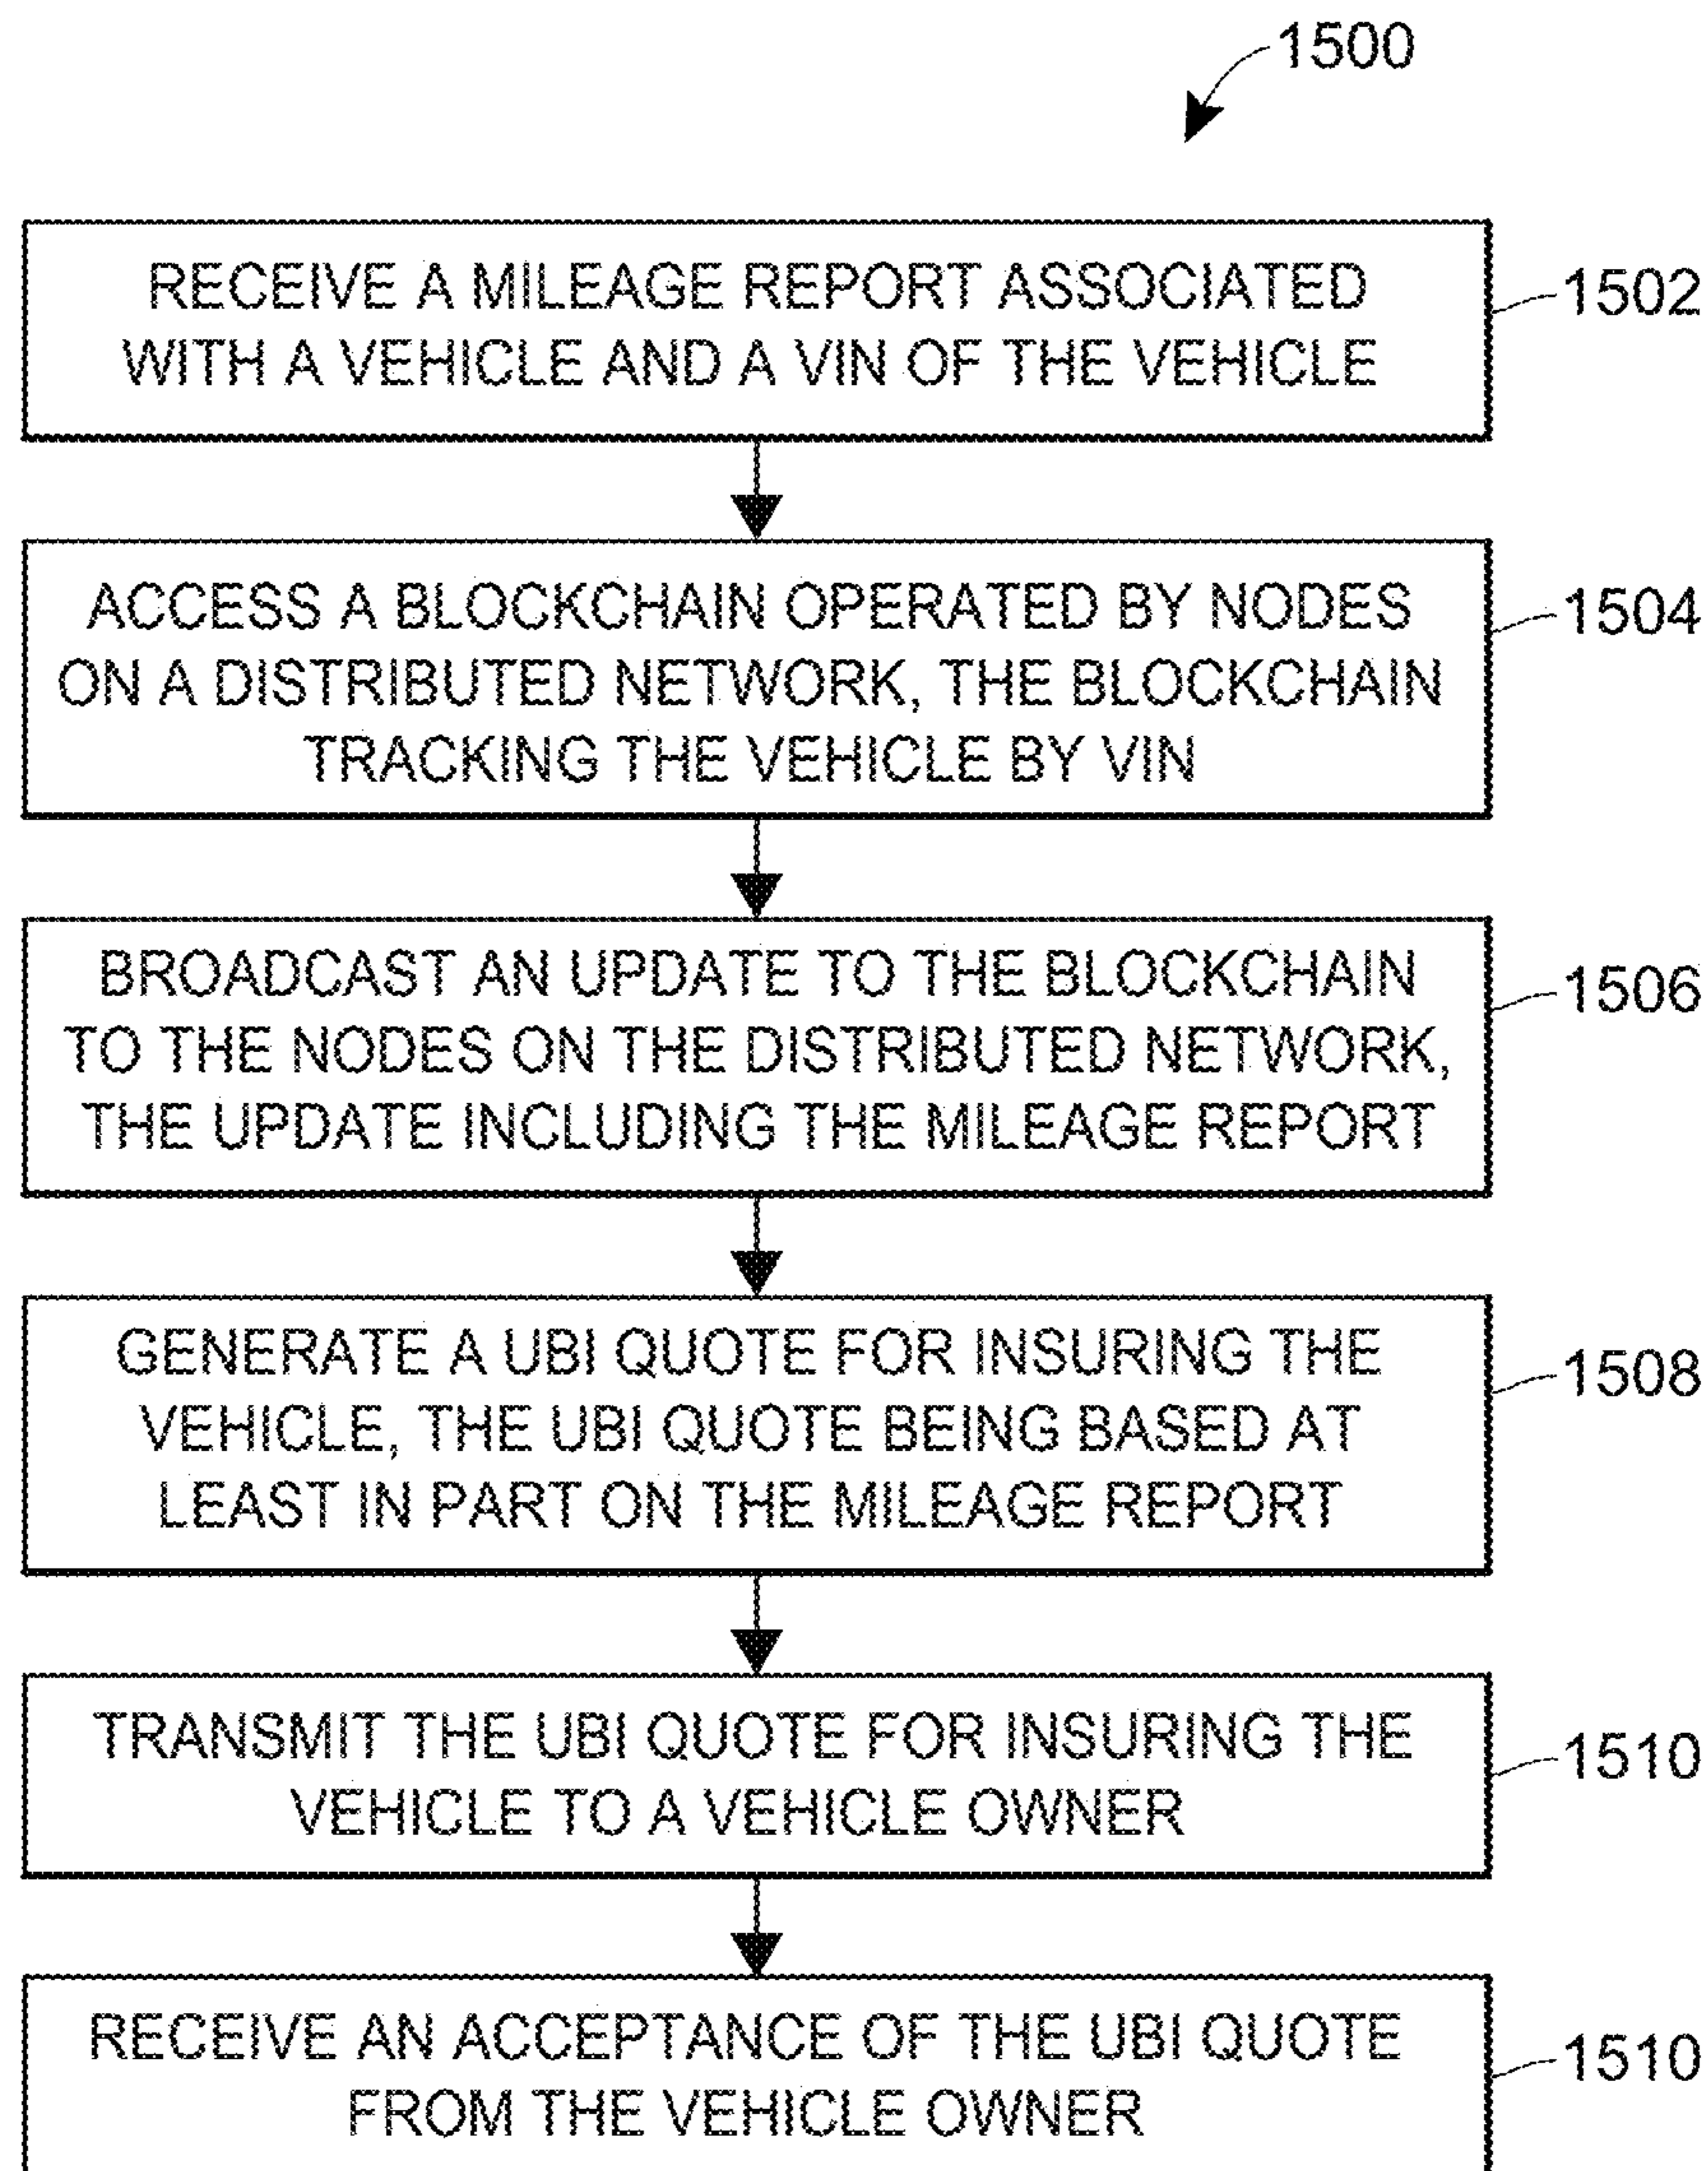 1500
RECEIVE A MILEAGE REPORT ASSOCIATED
WITH A VEHICLE AND A VIN OF THE VEHICLE
1502
ACCESS A BLOCKCHAIN OPERATED BY NODES
ON A DISTRIBUTED NETWORK, THE BLOCKCHAIN
TRACKING THE VEHICLE BY VIN
1504
BROADCAST AN UPDATE TO THE BLOCKCHAIN
TO THE NODES ON THE DISTRIBUTED NETWORK,
THE UPDATE INCLUDING THE MILEAGE REPORT
1506
GENERATE A UBI QUOTE FOR INSURING THE
VEHICLE, THE UBI QUOTE BEING BASED AT
LEAST IN PART ON THE MILEAGE REPORT
1508
TRANSMIT THE UBI QUOTE FOR INSURING THE
VEHICLE TO A VEHICLE OWNER
1510
RECEIVE AN ACCEPTANCE OF THE UBI QUOTE
FROM THE VEHICLE OWNER
1510